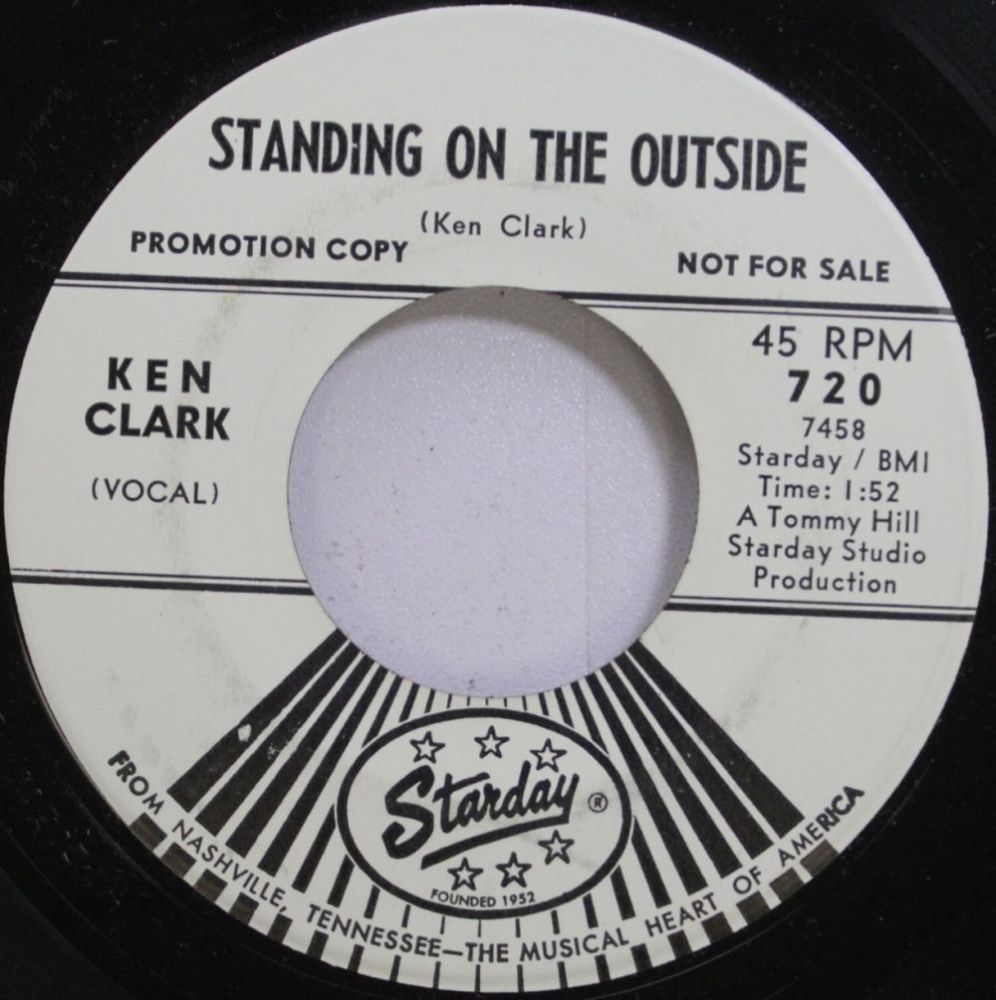 STANDING ON THE OUTSIDE
(Ken Clark)
PROMOTION COPY
NOT FOR SALE
KEN
CLARK
(VOCAL)
45 RPM
720
7458
Starday / BMI
Time: 1:52
A Tommy Hill
Starday Studio
Production
Starday ®
FOUNDED 1952
FROM NASHVILLE, TENNESSEE—THE MUSICAL HEART OF AMERICA